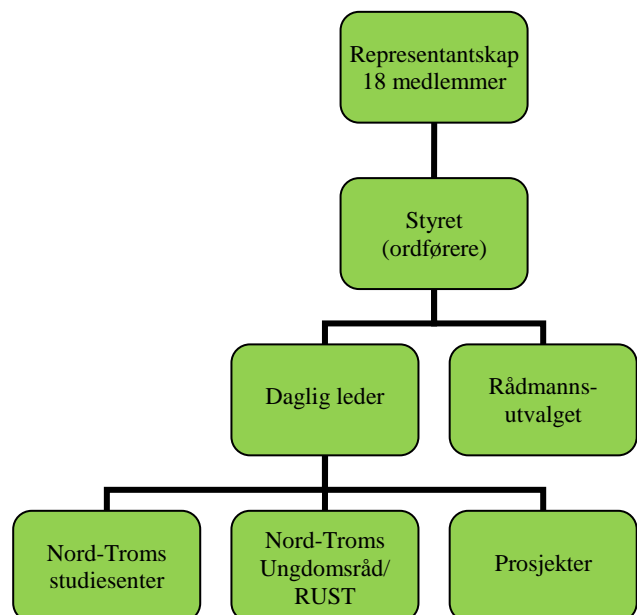 Representantskap
18 medlemmer
Styret
(ordførere)
Daglig leder
Rådmanns-
utvalget
Nord-Troms
studiesenter
Nord-Troms
Ungdomsråd/
RUST
Prosjekter